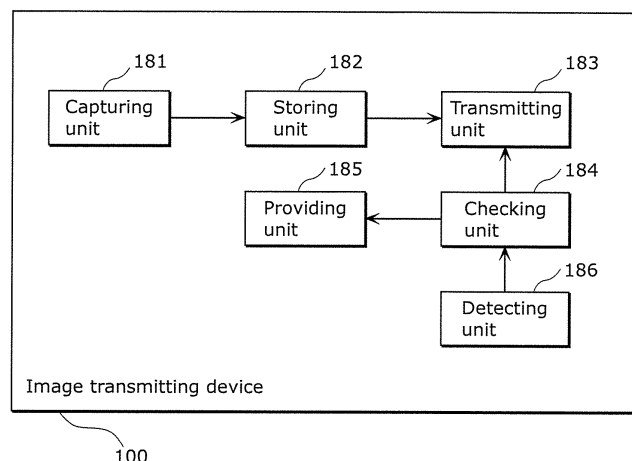 181
182
183
Capturing
unit
Storing
unit
Transmitting
unit
185
184
Providing
unit
Checking
unit
186
Detecting
unit
Image transmitting device
100